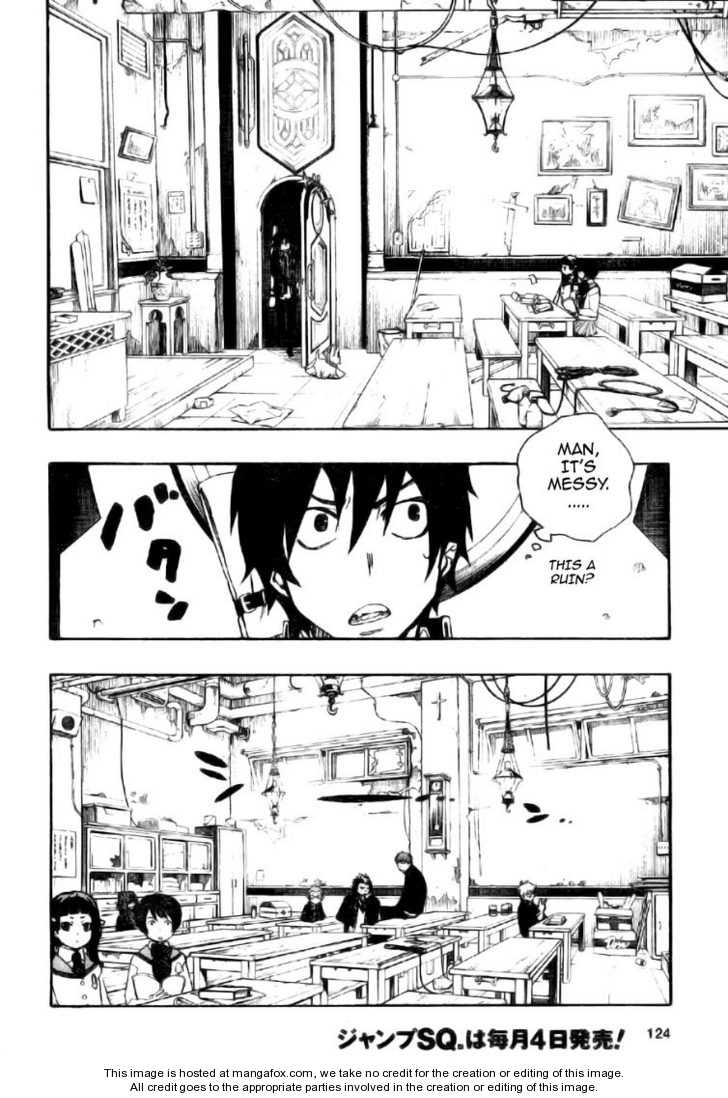 MAN,
IT'S
MESSY.
.....
THIS A
RUIN?
バタン
ジャンプSQ.は毎月4日発売!
124
This image is hosted at mangafox.com, we take no credit for the creation or editing of this image.
All credit goes to the appropriate parties involved in the creation or editing of this image.